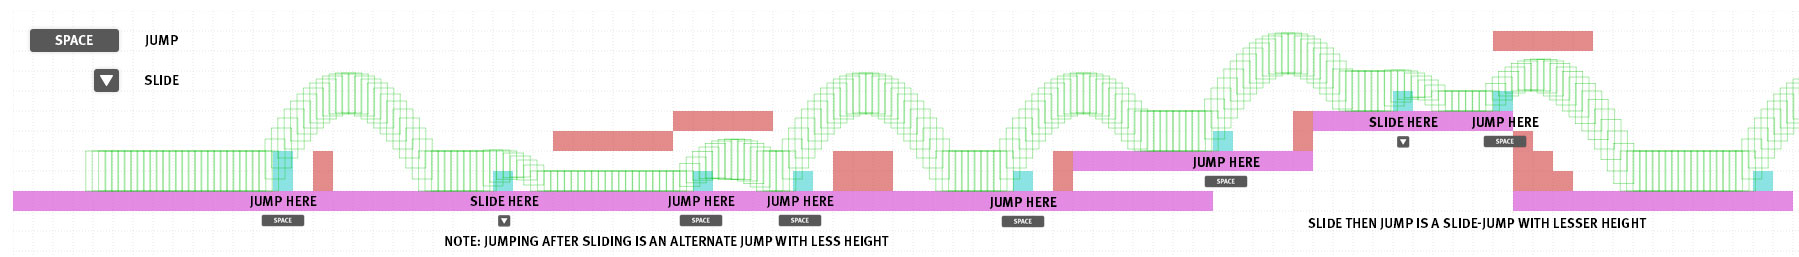 SPACE JUMP
SLIDE
SLIDE HERE JUMP HERE
SPACE
JUMP HERE
SPACE
JUMP HERE SLIDE HERE JUMP HERE JUMP HERE JUMP HERE
SPACE SPACE SPACE SPACE
SLIDE THEN JUMP IS A SLIDE-JUMP WITH LESSER HEIGHT
NOTE: JUMPING AFTER SLIDING IS AN ALTERNATE JUMP WITH LESS HEIGHT